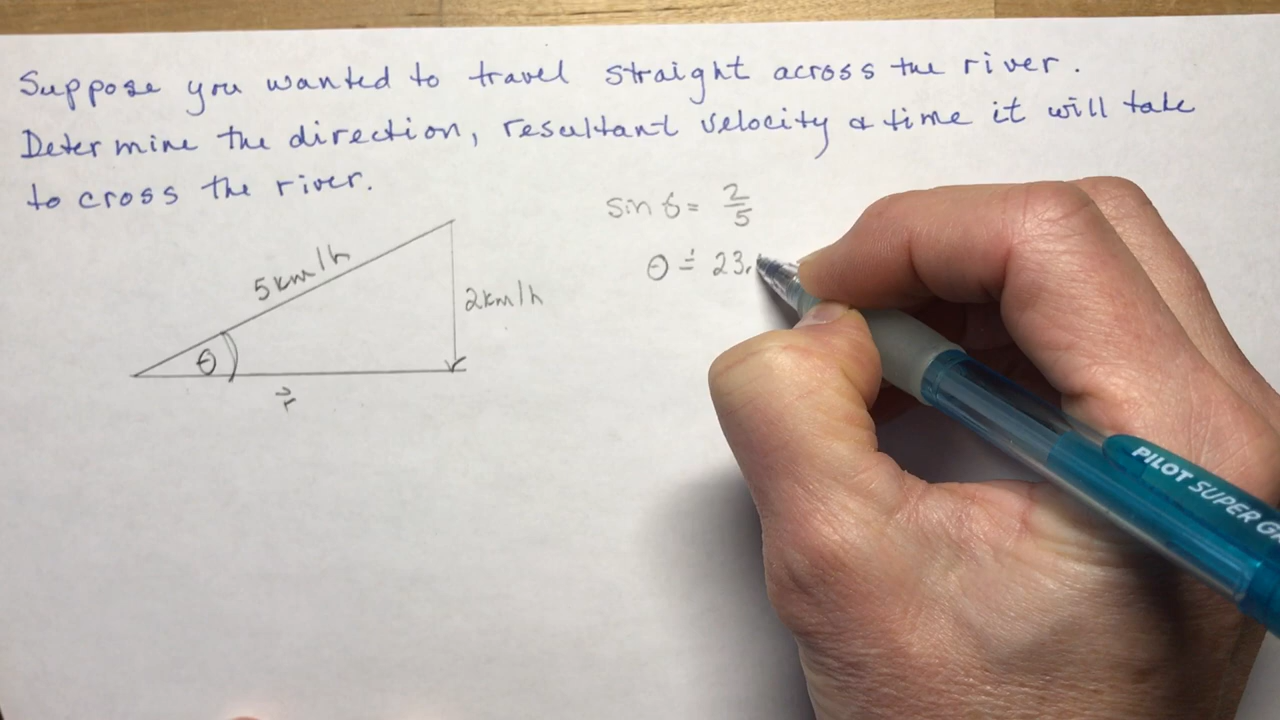 Suppose you wanted to travel straight across the river.
Determine the direction, resultant velocity & time it will take
to cross the river.
sin θ = 2/5
θ ≐ 23.
5km/h
2km/h
θ
?
PILOT SUPER GR